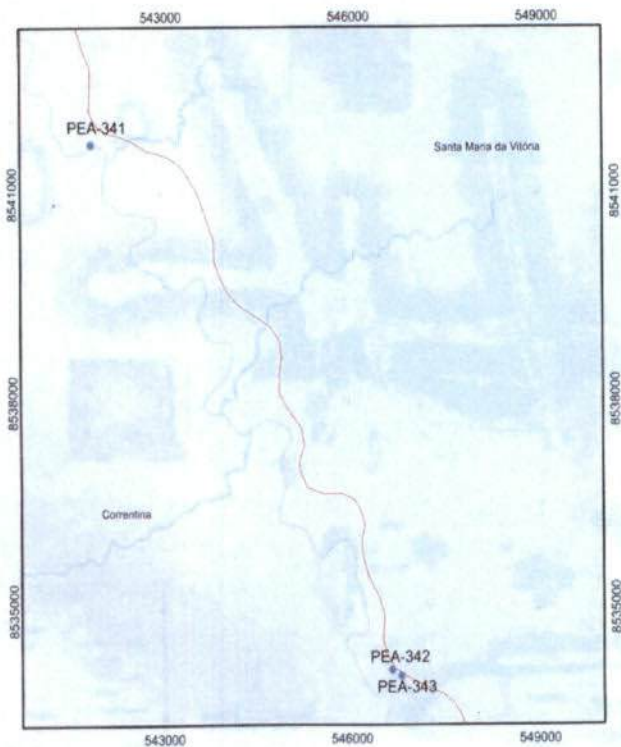 543000 546000 549000
PEA-341
Santa Maria da Vitória
8541000 8541000
8538000 8538000
Correntina
8535000 8535000
PEA-342
PEA-343
543000 546000 549000